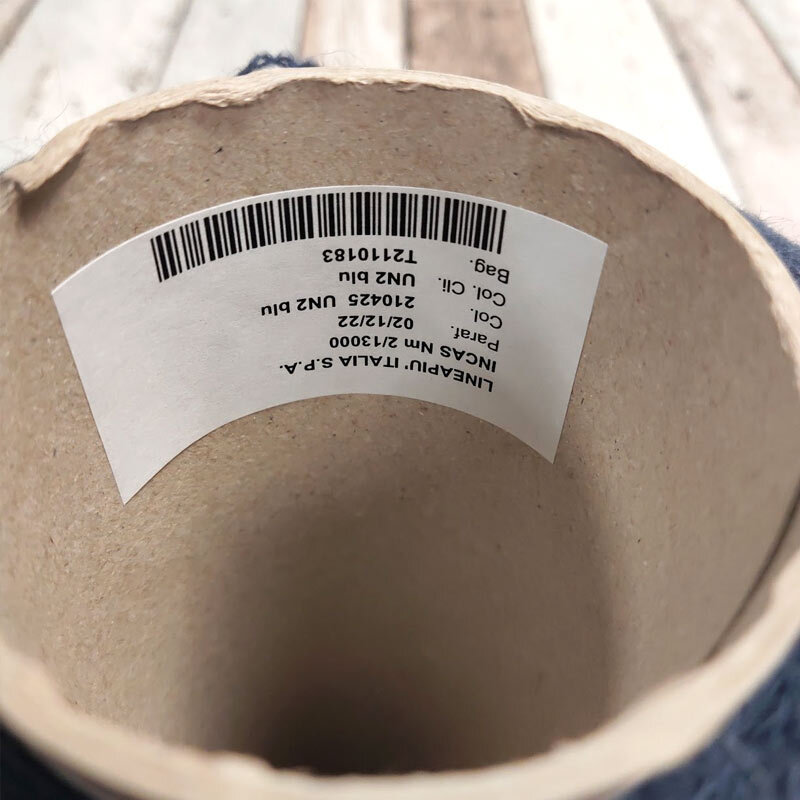 LINEAPIU' ITALIA S.P.A.
INCAS Nm 2/13000
Paraf. 02/12/22
Col. 210425 UN2 blu
Col. Cli. UN2 blu
Bag. T2110183